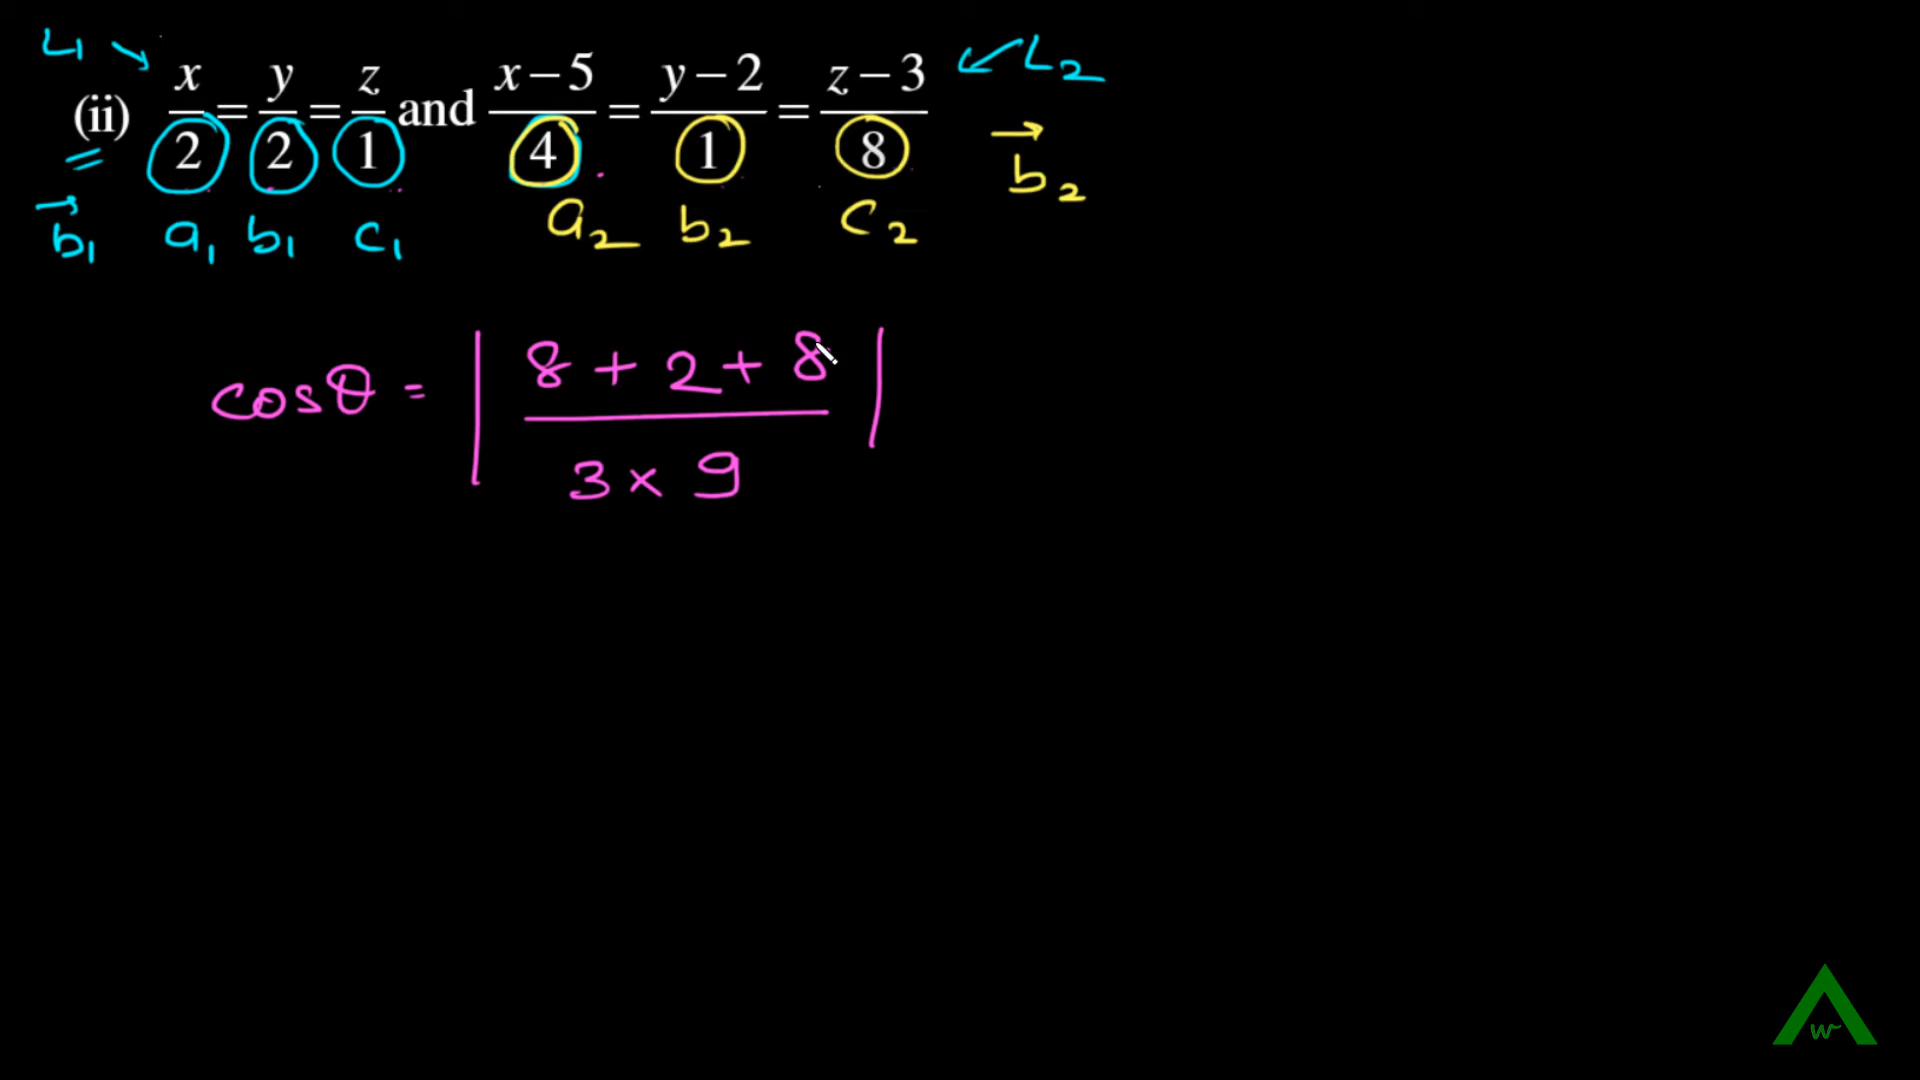 L1 → x/2 = y/2 = z/1 and (x – 5)/4 = (y – 2)/1 = (z – 3)/8 ↙ L2
(ii)
b⃗1 a1 b1 c1 a2 b2 c2 b⃗2
cosθ = | (8 + 2 + 8)/(3 × 9) |
w